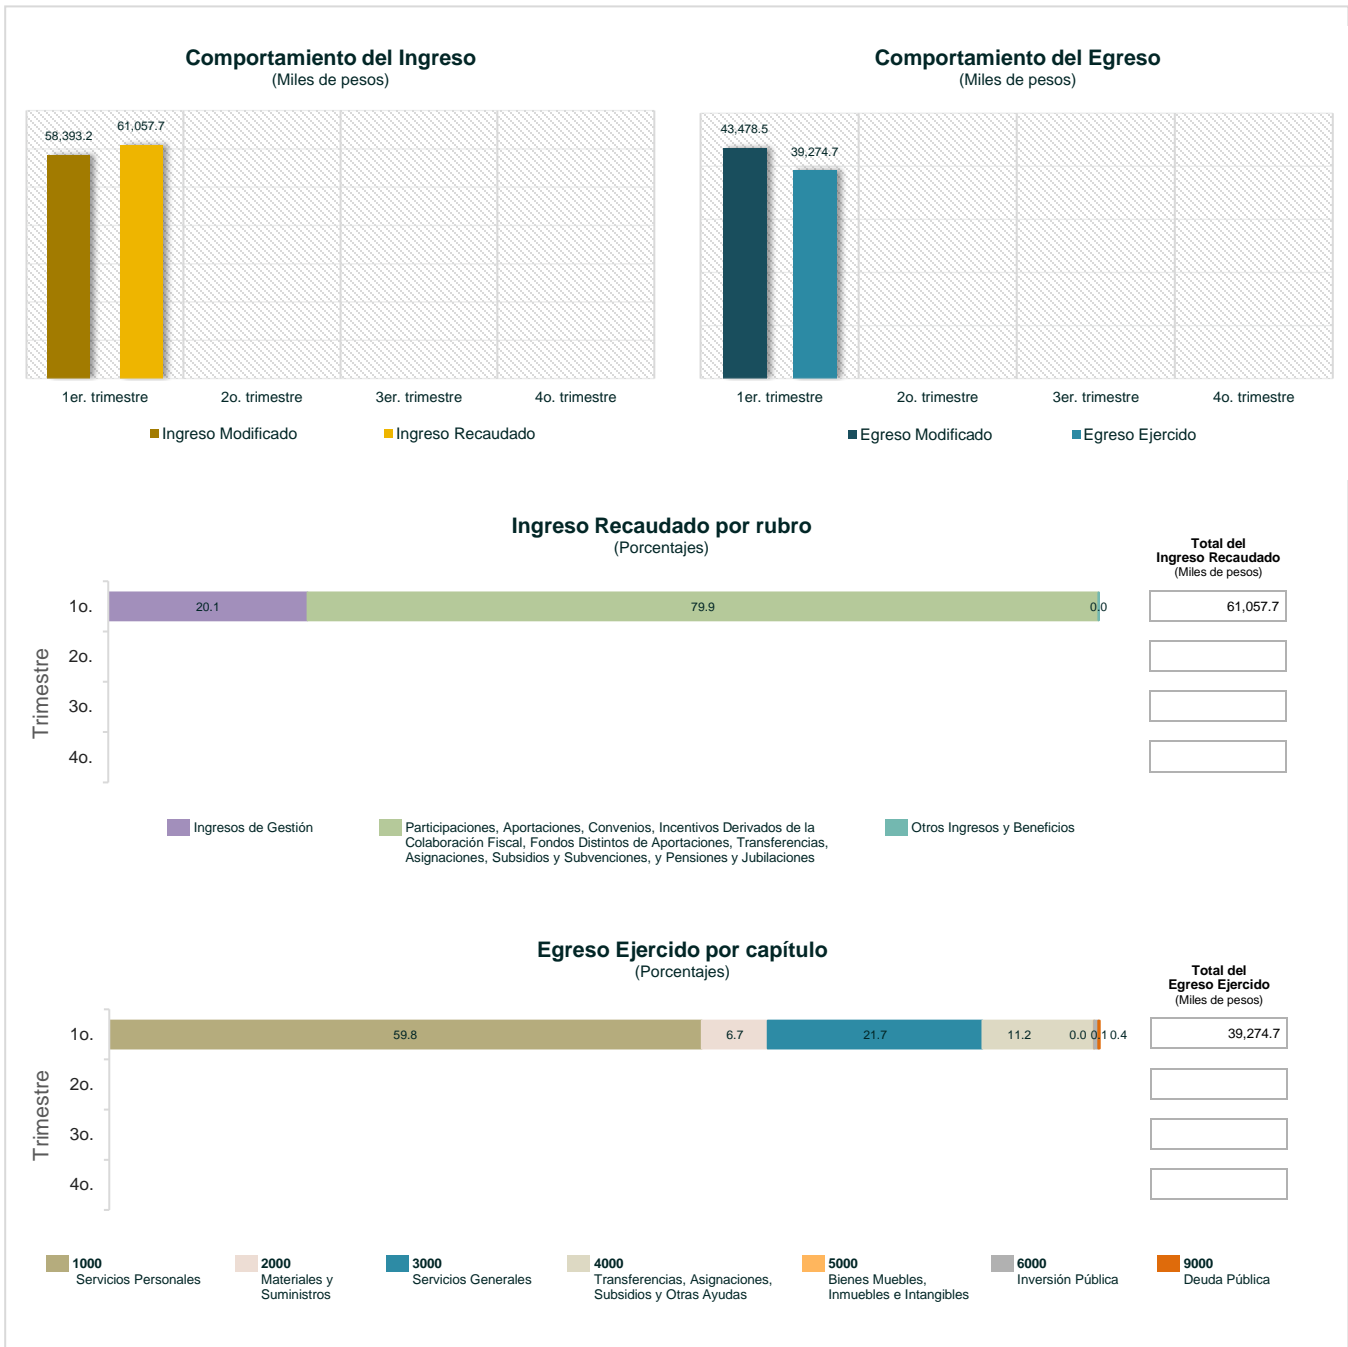 Comportamiento del Ingreso
(Miles de pesos)
58,393.2
61,057.7
1er. trimestre
2o. trimestre
3er. trimestre
4o. trimestre
Ingreso Modificado
Ingreso Recaudado
Comportamiento del Egreso
(Miles de pesos)
43,478.5
39,274.7
1er. trimestre
2o. trimestre
3er. trimestre
4o. trimestre
Egreso Modificado
Egreso Ejercido
Ingreso Recaudado por rubro
(Porcentajes)
Total del
Ingreso Recaudado
(Miles de pesos)
Trimestre
1o.
20.1
79.9
0.0
61,057.7
2o.
3o.
4o.
Ingresos de Gestión
Participaciones, Aportaciones, Convenios, Incentivos Derivados de la
Colaboración Fiscal, Fondos Distintos de Aportaciones, Transferencias,
Asignaciones, Subsidios y Subvenciones, y Pensiones y Jubilaciones
Otros Ingresos y Beneficios
Egreso Ejercido por capítulo
(Porcentajes)
Total del
Egreso Ejercido
(Miles de pesos)
Trimestre
1o.
59.8
6.7
21.7
11.2
0.0
0.1
0.4
39,274.7
2o.
3o.
4o.
1000
Servicios Personales
2000
Materiales y
Suministros
3000
Servicios Generales
4000
Transferencias, Asignaciones,
Subsidios y Otras Ayudas
5000
Bienes Muebles,
Inmuebles e Intangibles
6000
Inversión Pública
9000
Deuda Pública